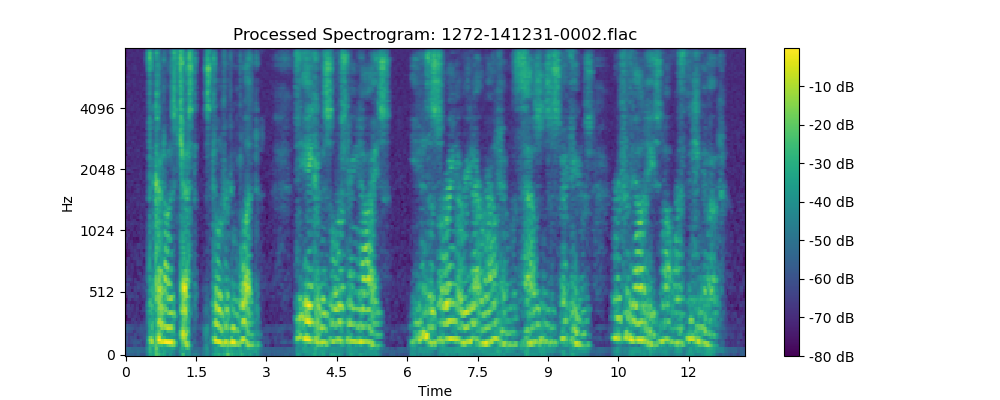 Processed Spectrogram: 1272-141231-0002.flac
Hz
4096
2048
1024
512
0
0 1.5 3 4.5 6 7.5 9 10 12
Time
-10 dB
-20 dB
-30 dB
-40 dB
-50 dB
-60 dB
-70 dB
-80 dB